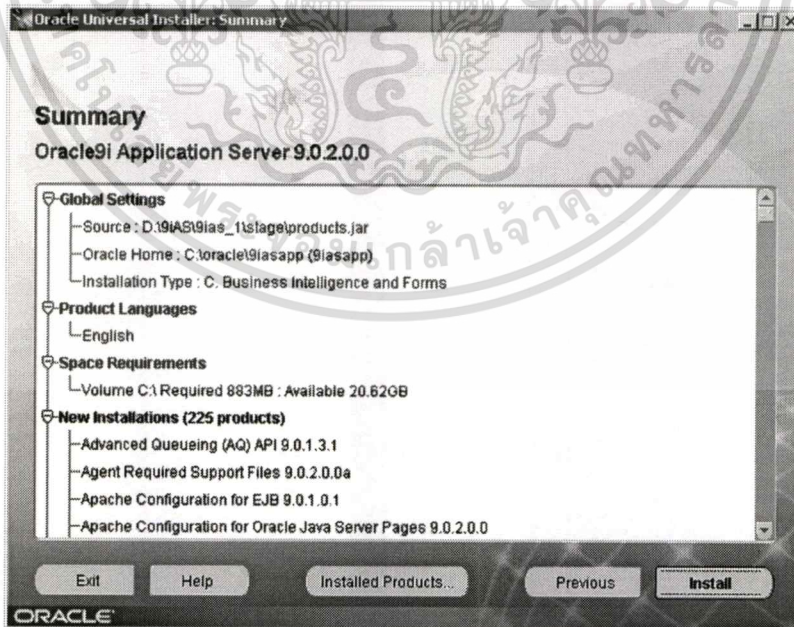 Oracle Universal Installer: Summary
Summary
Oracle9i Application Server 9.0.2.0.0
Global Settings
Source : D:\9iAS\9ias_1\stage\products.jar
Oracle Home : C:\oracle\9iasapp (9iasapp)
Installation Type : C. Business Intelligence and Forms
Product Languages
English
Space Requirements
Volume C:\ Required 883MB : Available 20.62GB
New Installations (225 products)
Advanced Queueing (AQ) API 9.0.1.3.1
Agent Required Support Files 9.0.2.0.0a
Apache Configuration for EJB 9.0.1.0.1
Apache Configuration for Oracle Java Server Pages 9.0.2.0.0
Exit
Help
Installed Products...
Previous
Install
ORACLE